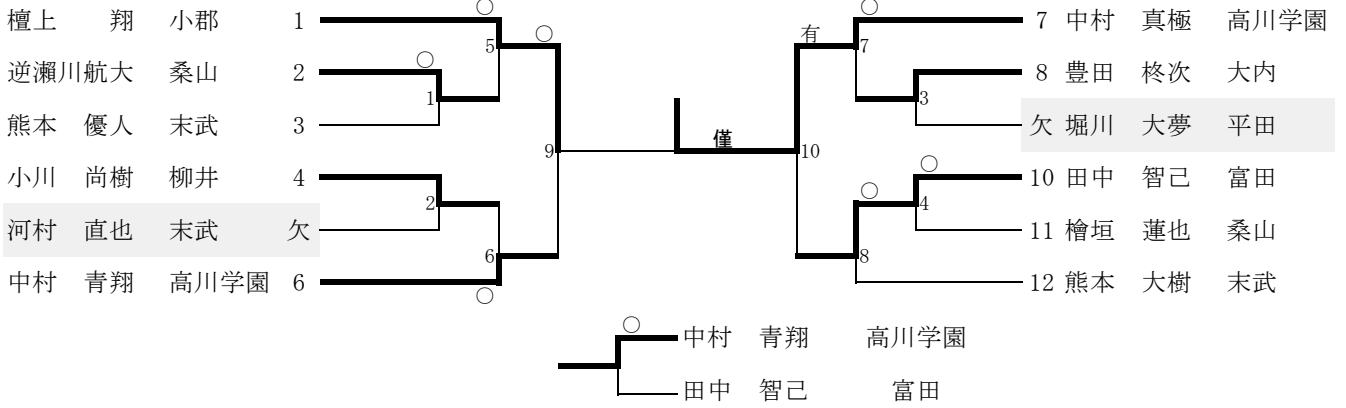 ○ ○
檀上 翔 小郡 1 ○ 有 7 中村 真極 高川学園
5 7
逆瀬川航大 桑山 2 ○ 8 豊田 柊次 大内
1 3
熊本 優人 末武 3 僅 欠 堀川 大夢 平田
9 10
小川 尚樹 柳井 4 ○ ○ 10 田中 智己 富田
2 4
河村 直也 末武 欠 11 檜垣 蓮也 桑山
6 8
中村 青翔 高川学園 6 12 熊本 大樹 末武
○
○ 中村 青翔 高川学園
田中 智己 富田